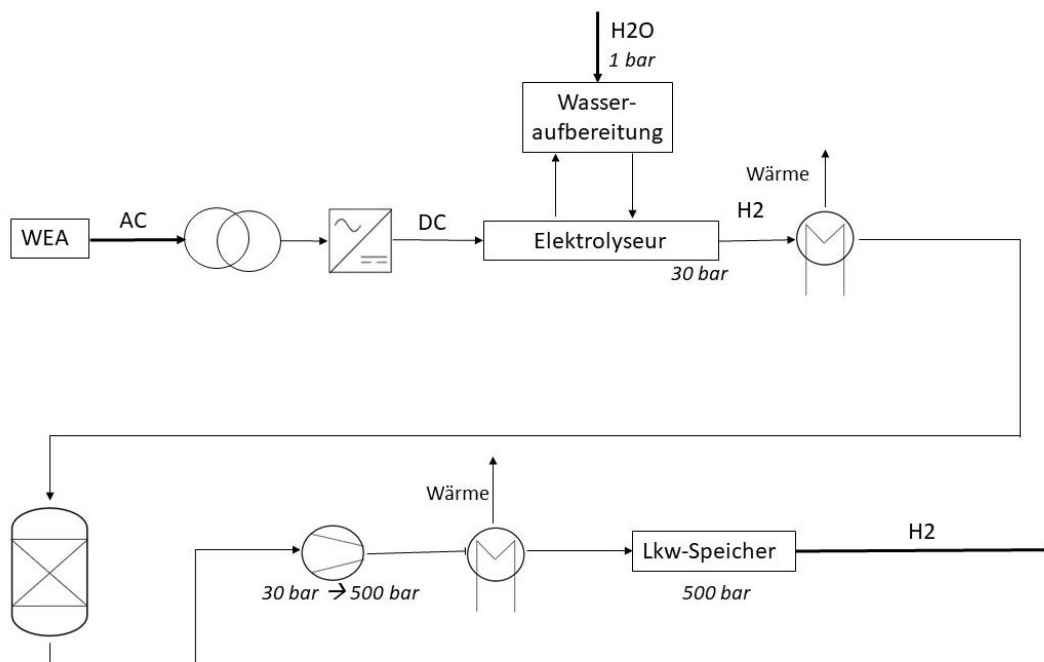 H2O
1 bar
Wasser-
aufbereitung
Wärme
H2
AC
DC
WEA
Elektrolyseur
30 bar
Wärme
H2
Lkw-Speicher
30 bar → 500 bar
500 bar